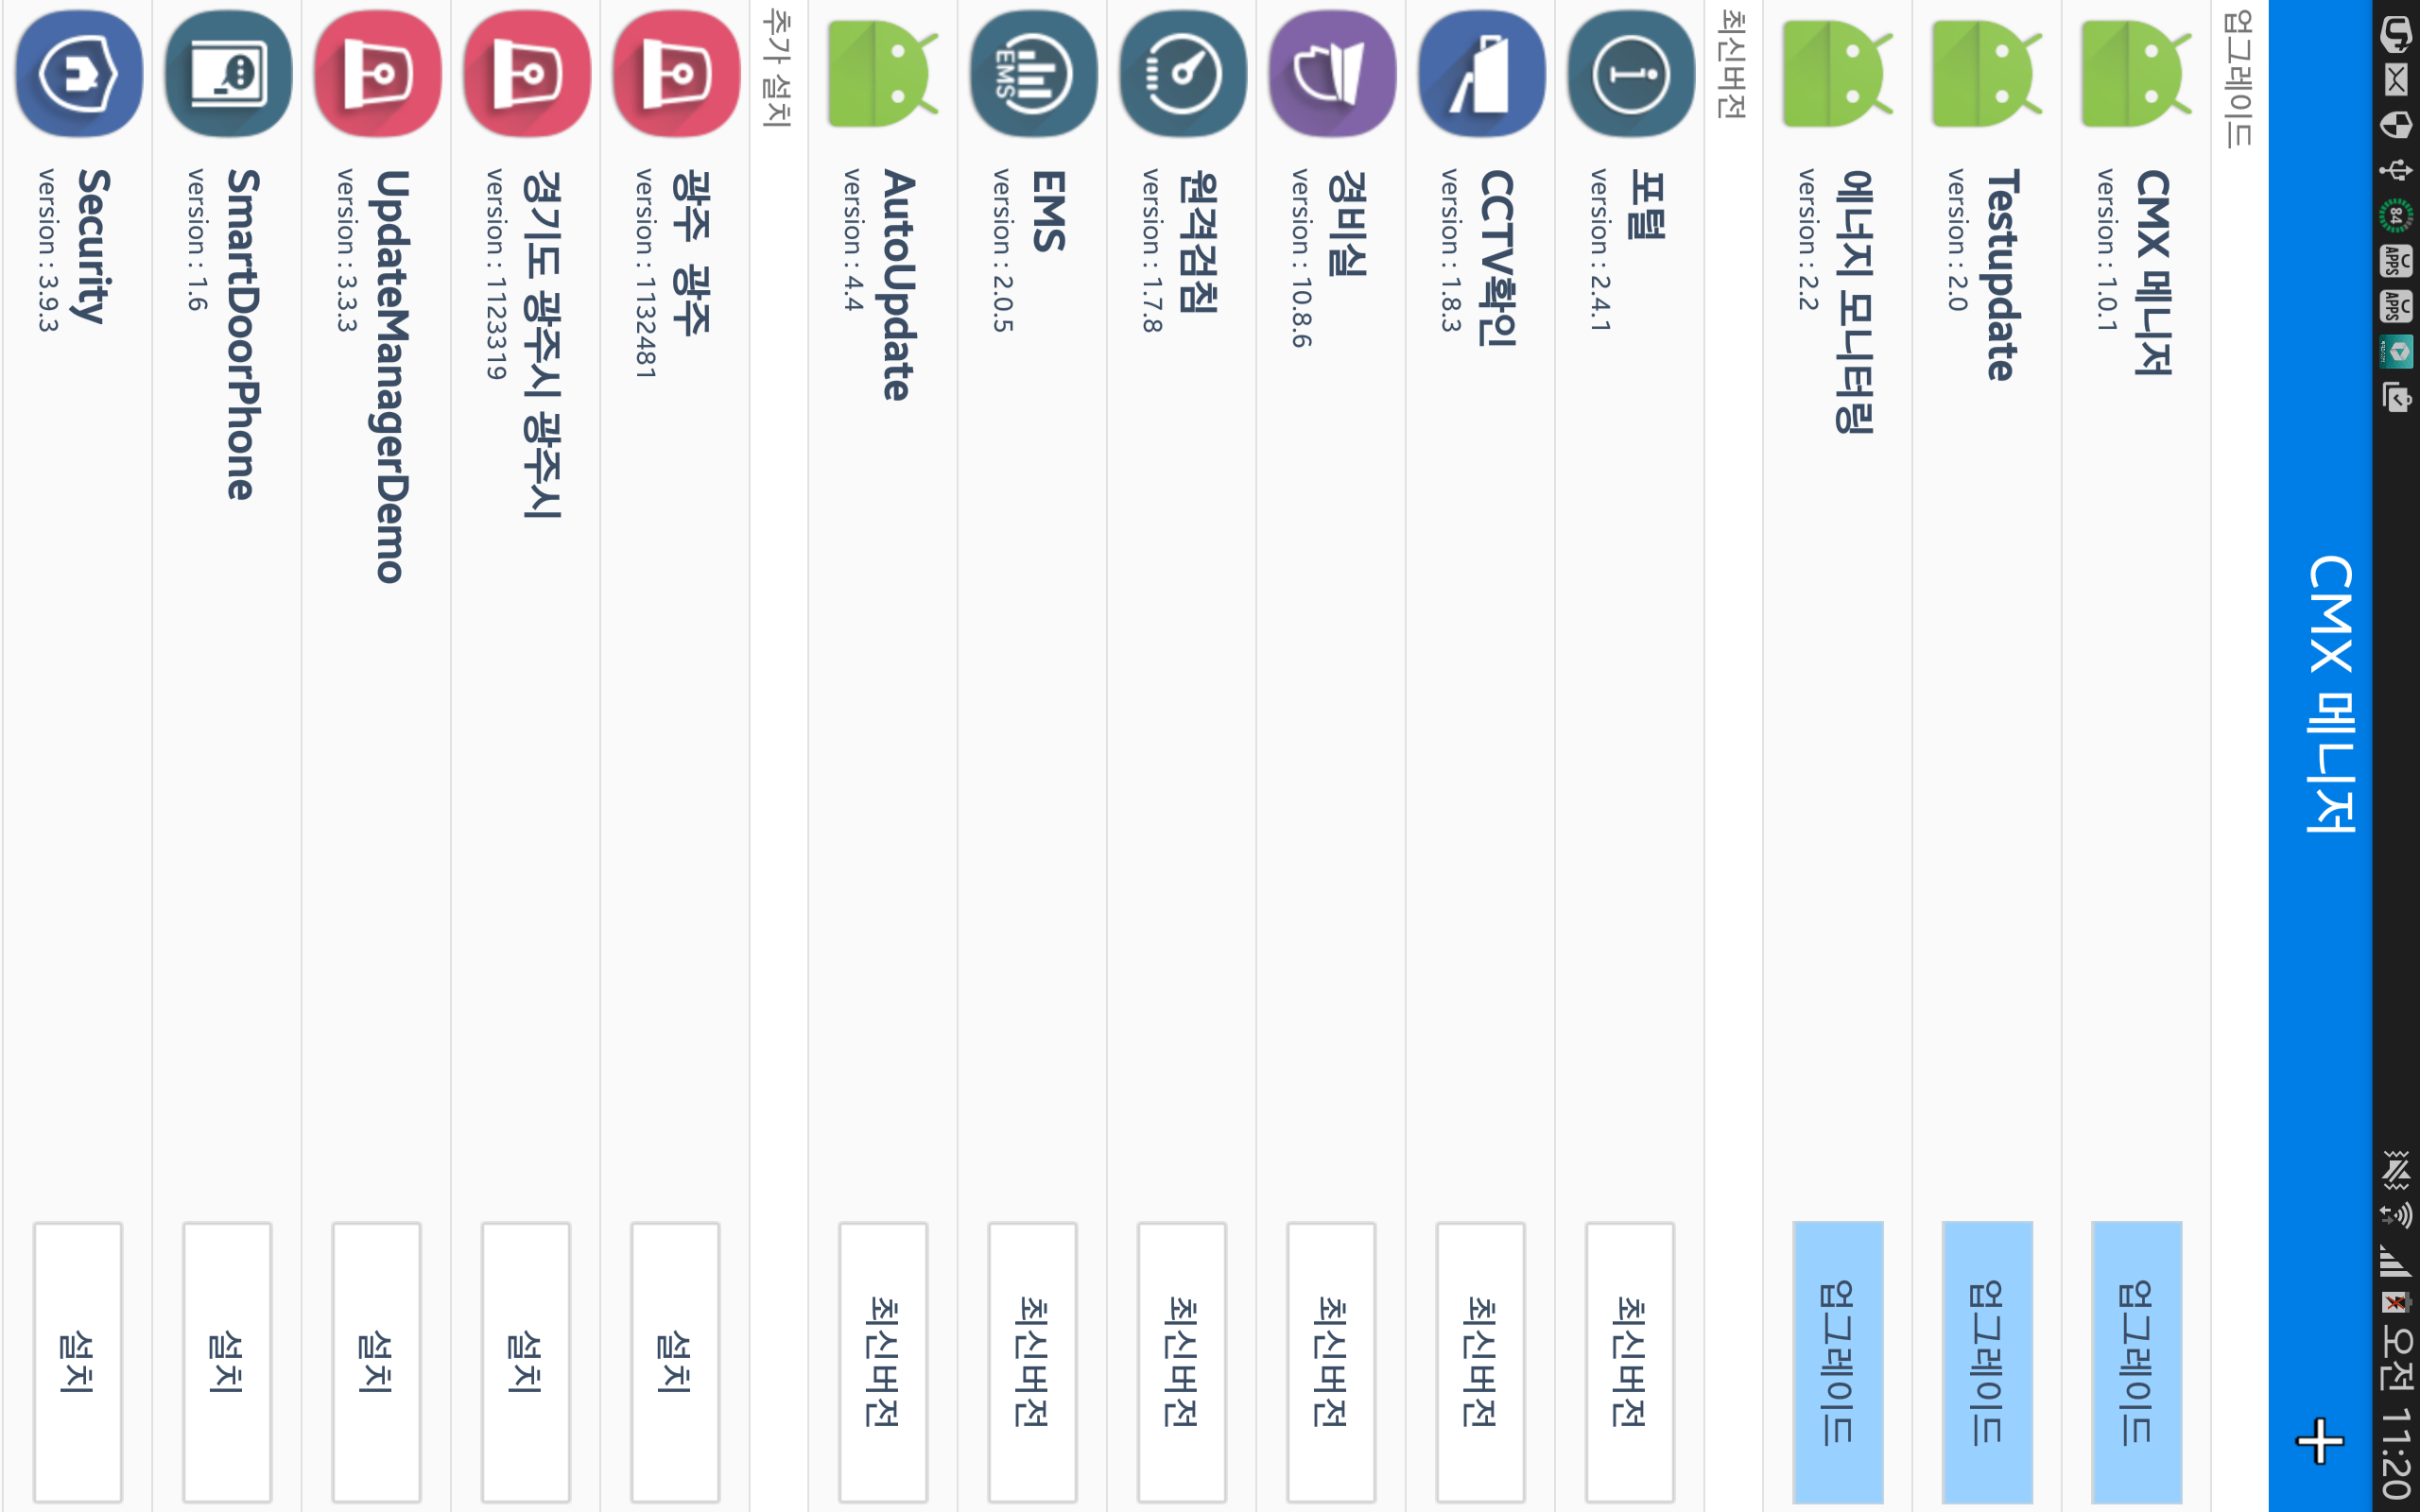 84
APPS
APPS
오전 11:20
CMX 메니저
업그레이드
CMX 메니저
version : 1.0.1
업그레이드
Testupdate
version : 2.0
업그레이드
에너지 모니터링
version : 2.2
업그레이드
최신버전
포털
version : 2.4.1
최신버전
CCTV확인
version : 1.8.3
최신버전
경비실
version : 10.8.6
최신버전
원격검침
version : 1.7.8
최신버전
EMS
EMS
version : 2.0.5
최신버전
AutoUpdate
version : 4.4
최신버전
추가 설치
광주 광주
version : 1132481
설치
경기도 광주시 광주시
version : 1123319
설치
UpdateManagerDemo
version : 3.3.3
설치
SmartDoorPhone
version : 1.6
설치
Security
version : 3.9.3
설치